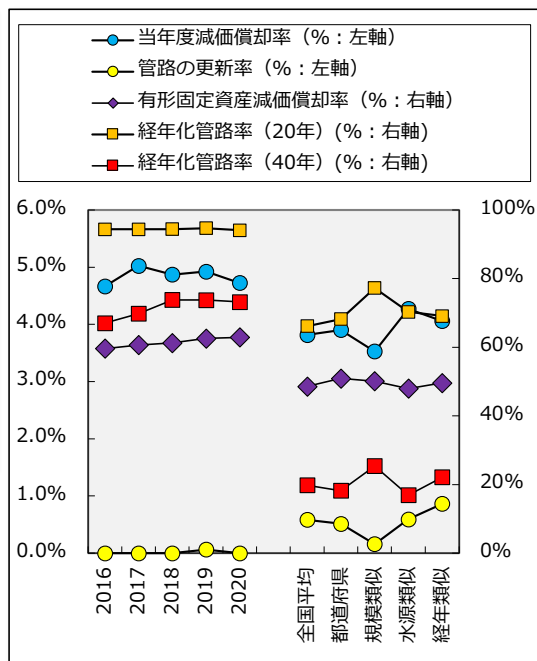 当年度減価償却率（%：左軸）
管路の更新率（%：左軸）
有形固定資産減価償却率（%：右軸）
経年化管路率（20年）(%：右軸)
経年化管路率（40年）(%：右軸)
6.0%
5.0%
4.0%
3.0%
2.0%
1.0%
0.0%
100%
80%
60%
40%
20%
0%
2016
2017
2018
2019
2020
全国平均
都道府県
規模類似
水源類似
経年類似